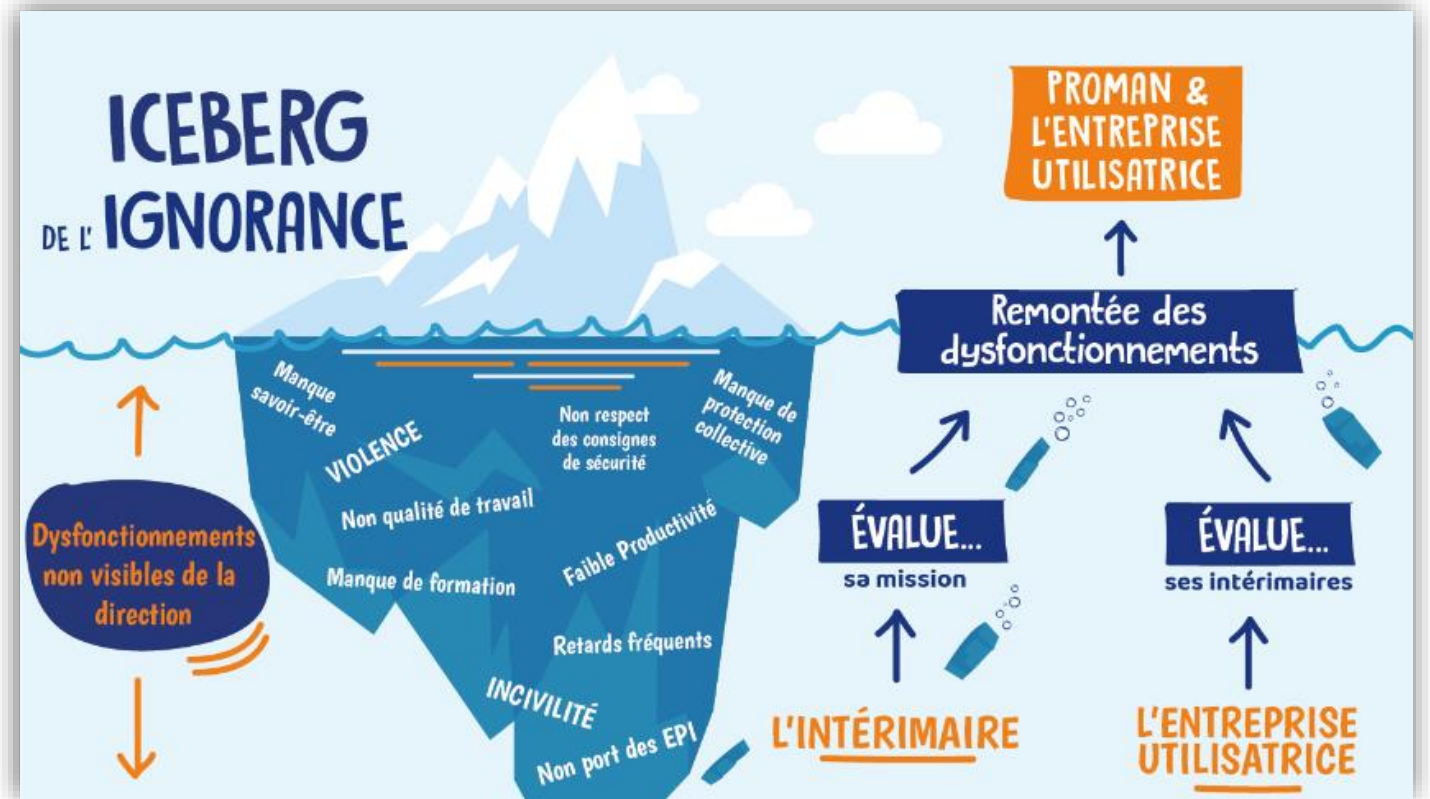 ICEBERG
DE L' IGNORANCE
PROMAN &
L'ENTREPRISE
UTILISATRICE
Remontée des
dysfonctionnements
Manque
savoir-être
VIOLENCE
Non respect
des consignes
de sécurité
Manque de
protection
collective
Non qualité de travail
Faible Productivité
Manque de formation
Retards fréquents
INCIVILITÉ
Non port des EPI
Dysfonctionnements
non visibles de la
direction
ÉVALUE...
sa mission
L'INTÉRIMAIRE
ÉVALUE...
ses intérimaires
L'ENTREPRISE
UTILISATRICE